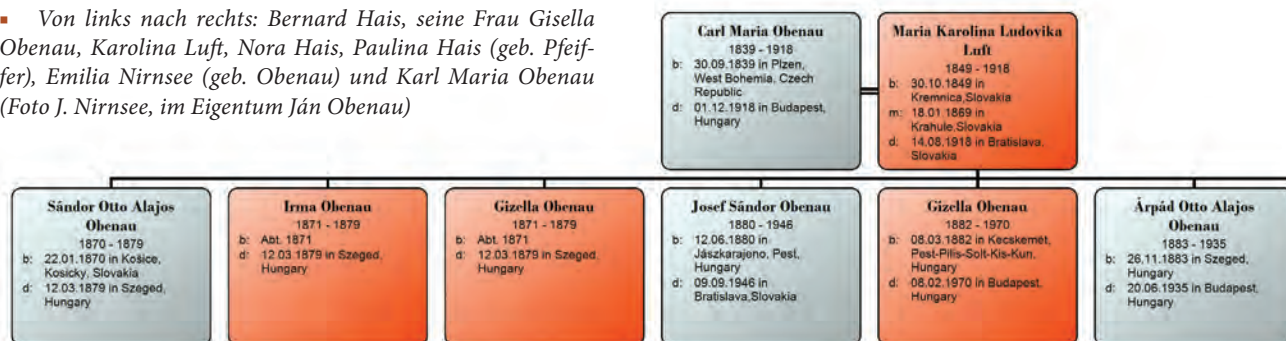 ▪ Von links nach rechts: Bernard Hais, seine Frau Gisella
Obenau, Karolina Luft, Nora Hais, Paulina Hais (geb. Pfeif-
fer), Emilia Nirnsee (geb. Obenau) und Karl Maria Obenau
(Foto J. Nirnsee, im Eigentum Ján Obenau)
Carl Maria Obenau
1839 - 1918
b: 30.09.1839 in Plzen,
West Bohemia, Czech
Republic
d: 01.12.1918 in Budapest,
Hungary
Maria Karolina Ludovika
Luft
1849 - 1918
b: 30.10.1849 in
Kremnica,Slovakia
m: 18.01.1869 in
Krahule,Slovakia
d: 14.08.1918 in Bratislava,
Slovakia
Sándor Otto Alajos
Obenau
1870 - 1879
b: 22.01.1870 in Košice,
Kosicky, Slovakia
d: 12.03.1879 in Szeged,
Hungary
Irma Obenau
1871 - 1879
b: Abt. 1871
d: 12.03.1879 in Szeged,
Hungary
Gizella Obenau
1871 - 1879
b: Abt. 1871
d: 12.03.1879 in Szeged,
Hungary
Josef Sándor Obenau
1880 - 1946
b: 12.06.1880 in
Jászkarajeno, Pest,
Hungary
d: 09.09.1946 in
Bratislava,Slovakia
Gizella Obenau
1882 - 1970
b: 08.03.1882 in Kecskemét,
Pest-Pilis-Solt-Kis-Kun,
Hungary
d: 08.02.1970 in Budapest,
Hungary
Árpád Otto Alajos
Obenau
1883 - 1935
b: 26.11.1883 in Szeged,
Hungary
d: 20.06.1935 in Budapest,
Hungary